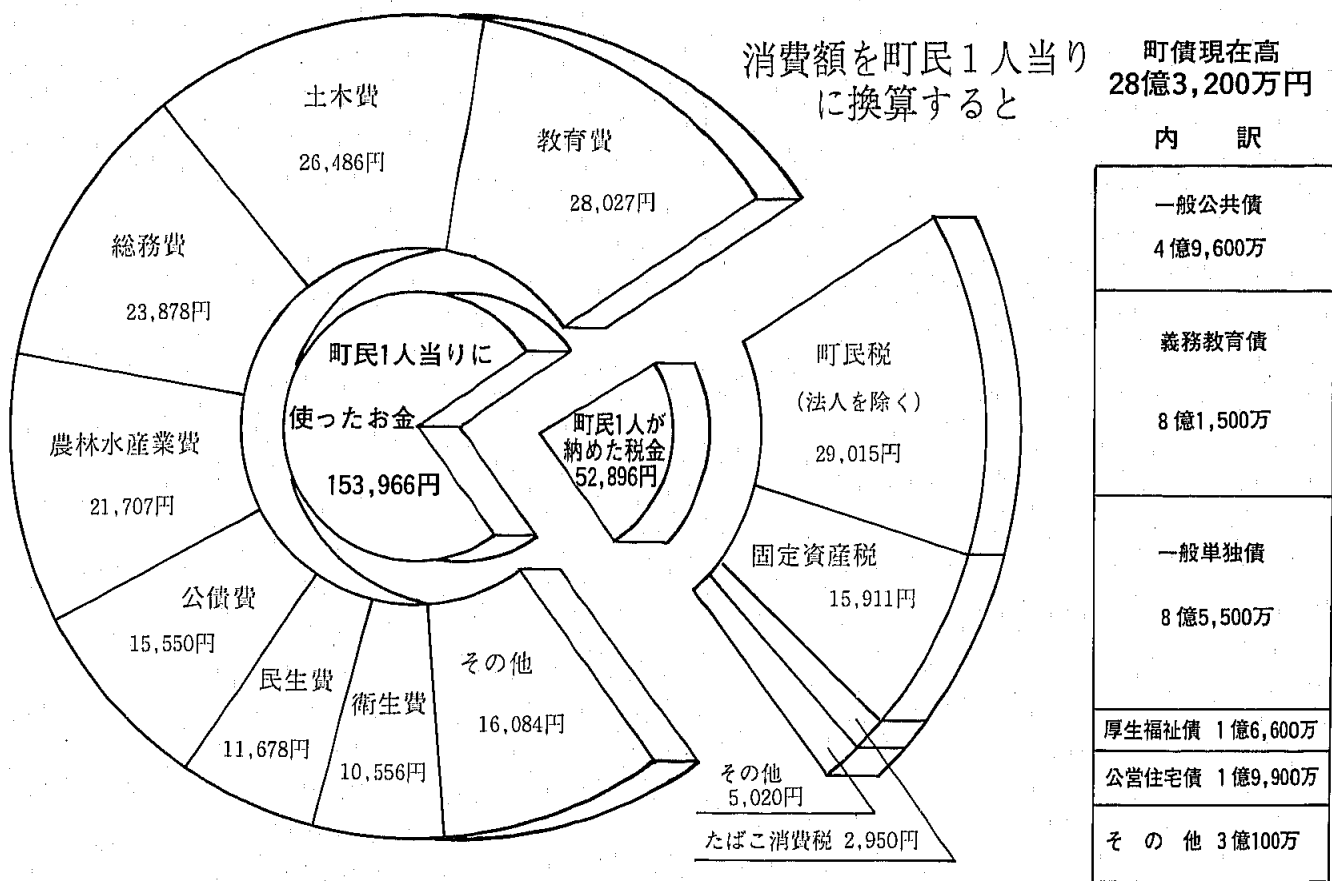 消費額を町民1人当り
に換算すると
教育費
28,027円
土木費
26,486円
総務費
23,878円
農林水産業費
21,707円
公債費
15,550円
民生費
11,678円
衛生費
10,556円
その他
16,084円
町民1人当りに
使ったお金
153,966円
町民1人が
納めた税金
52,896円
町民税
(法人を除く)
29,015円
固定資産税
15,911円
その他
5,020円
たばこ消費税 2,950円
町債現在高
28億3,200万円
内 訳
一般公共債
4億9,600万
義務教育債
8億1,500万
一般単独債
8億5,500万
厚生福祉債 1億6,600万
公営住宅債 1億9,900万
そ の 他 3億100万